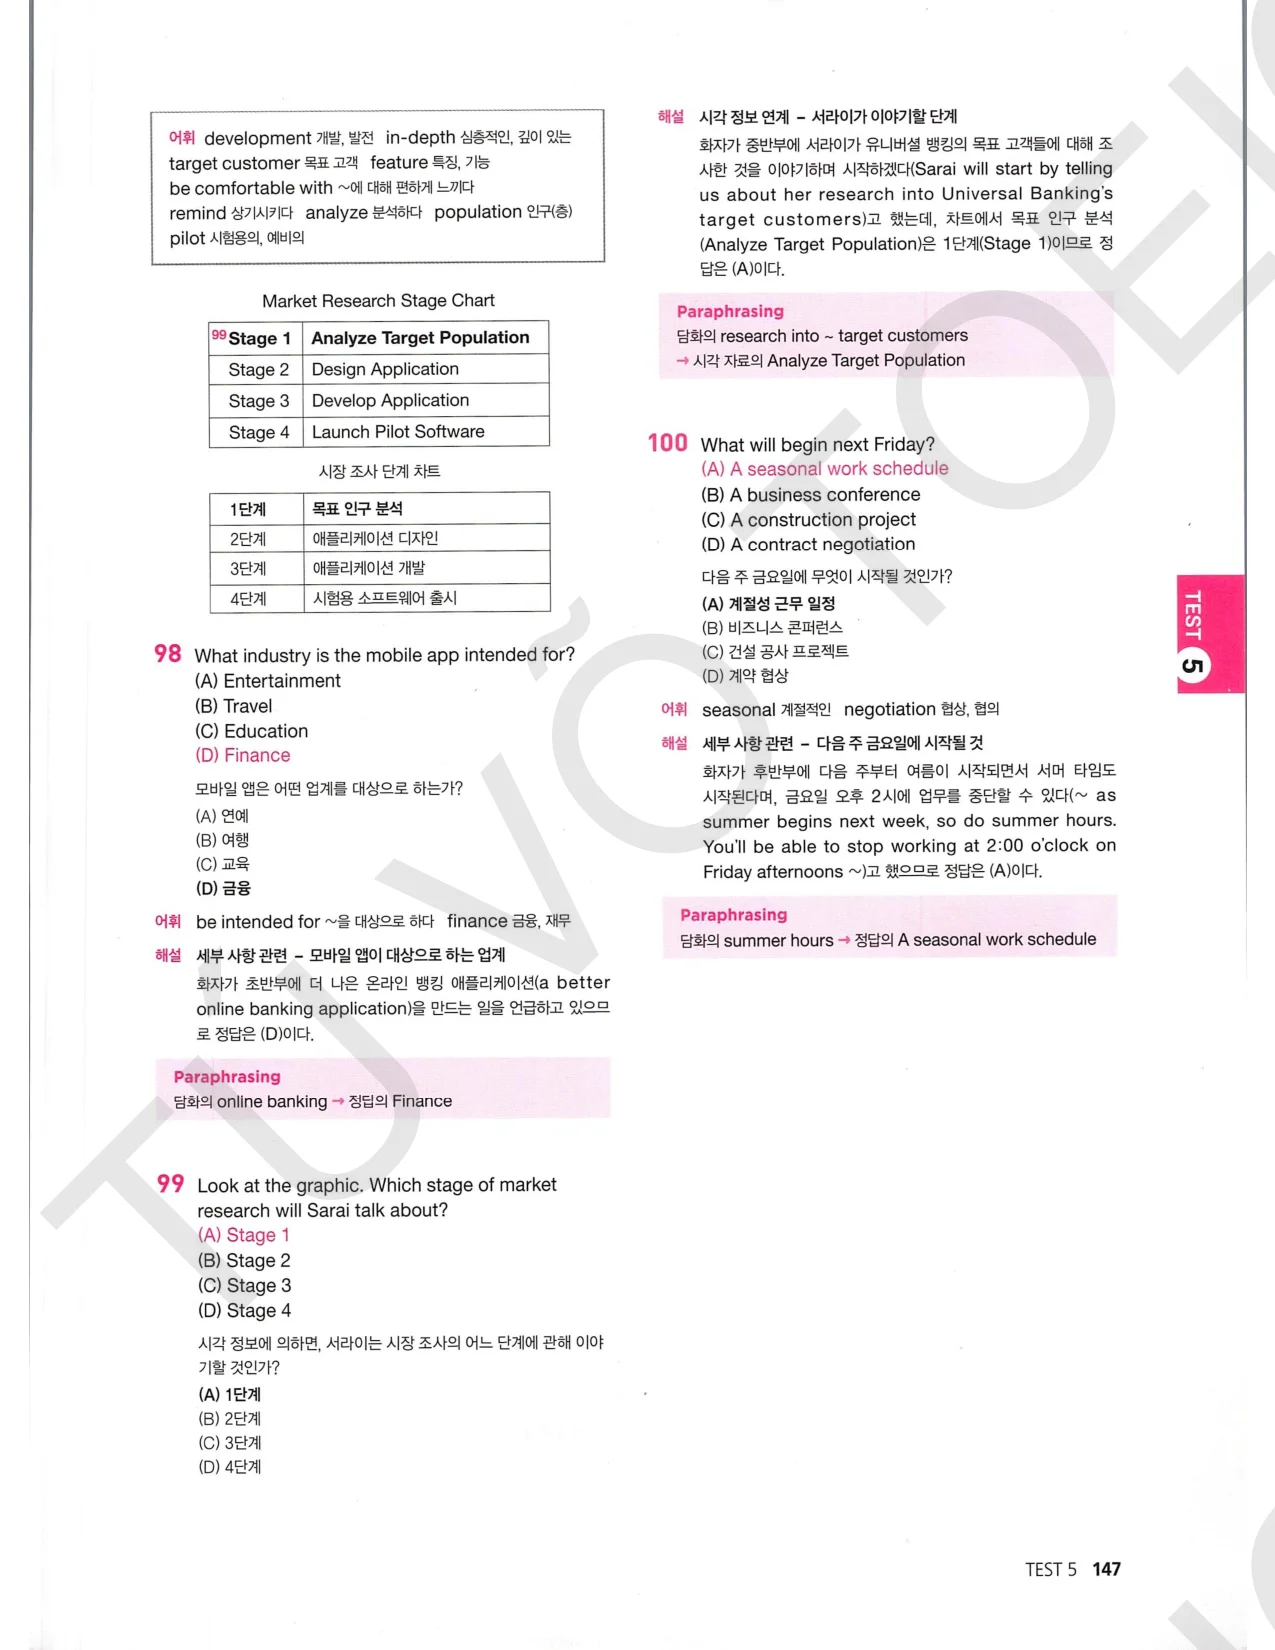 어휘 development 개발, 발전 in-depth 심층적인, 깊이 있는
target customer 목표 고객 feature 특징, 기능
be comfortable with ~에 대해 편하게 느끼다
remind 상기시키다 analyze 분석하다 population 인구(층)
pilot 시험용의, 예비의
Market Research Stage Chart
99 Stage 1 Analyze Target Population
Stage 2 Design Application
Stage 3 Develop Application
Stage 4 Launch Pilot Software
시장 조사 단계 차트
1단계 목표 인구 분석
2단계 애플리케이션 디자인
3단계 애플리케이션 개발
4단계 시험용 소프트웨어 출시
98 What industry is the mobile app intended for?
(A) Entertainment
(B) Travel
(C) Education
(D) Finance
모바일 앱은 어떤 업계를 대상으로 하는가?
(A) 연예
(B) 여행
(C) 교육
(D) 금융
어휘 be intended for ~을 대상으로 하다 finance 금융, 재무
해설 세부 사항 관련 – 모바일 앱이 대상으로 하는 업계
화자가 초반부에 더 나은 온라인 뱅킹 애플리케이션(a better
online banking application)을 만드는 일을 언급하고 있으므
로 정답은 (D)이다.
Paraphrasing
담화의 online banking → 정답의 Finance
99 Look at the graphic. Which stage of market
research will Sarai talk about?
(A) Stage 1
(B) Stage 2
(C) Stage 3
(D) Stage 4
시각 정보에 의하면, 서라이는 시장 조사의 어느 단계에 관해 이야
기할 것인가?
(A) 1단계
(B) 2단계
(C) 3단계
(D) 4단계
해설 시각 정보 연계 – 서라이가 이야기할 단계
화자가 중반부에 서라이가 유니버설 뱅킹의 목표 고객들에 대해 조
사한 것을 이야기하며 시작하겠다(Sarai will start by telling
us about her research into Universal Banking's
target customers)고 했는데, 차트에서 목표 인구 분석
(Analyze Target Population)은 1단계(Stage 1)이므로 정
답은 (A)이다.
Paraphrasing
담화의 research into ~ target customers
→ 시각 자료의 Analyze Target Population
100 What will begin next Friday?
(A) A seasonal work schedule
(B) A business conference
(C) A construction project
(D) A contract negotiation
다음 주 금요일에 무엇이 시작될 것인가?
(A) 계절성 근무 일정
(B) 비즈니스 콘퍼런스
(C) 건설 공사 프로젝트
(D) 계약 협상
어휘 seasonal 계절적인 negotiation 협상, 협의
해설 세부 사항 관련 – 다음 주 금요일에 시작될 것
화자가 후반부에 다음 주부터 여름이 시작되면서 서머 타임도
시작된다며, 금요일 오후 2시에 업무를 중단할 수 있다(~ as
summer begins next week, so do summer hours.
You'll be able to stop working at 2:00 o'clock on
Friday afternoons ~)고 했으므로 정답은 (A)이다.
Paraphrasing
담화의 summer hours → 정답의 A seasonal work schedule
TEST 5
TEST 5 147
TÚ VÕ TOEIC